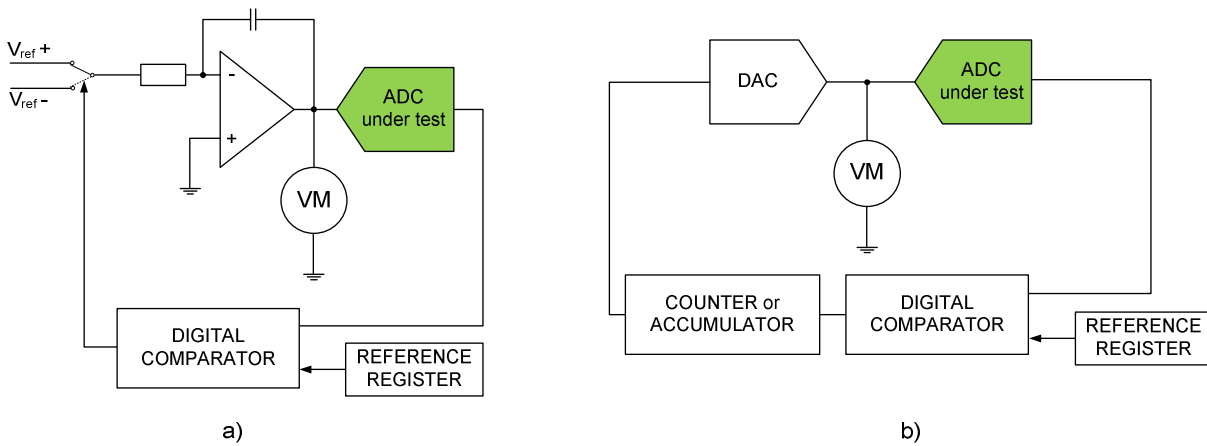 Vref +
Vref -
-
+
ADC
under test
VM
DIGITAL
COMPARATOR
REFERENCE
REGISTER
a)
DAC
ADC
under test
VM
COUNTER or
ACCUMULATOR
DIGITAL
COMPARATOR
REFERENCE
REGISTER
b)